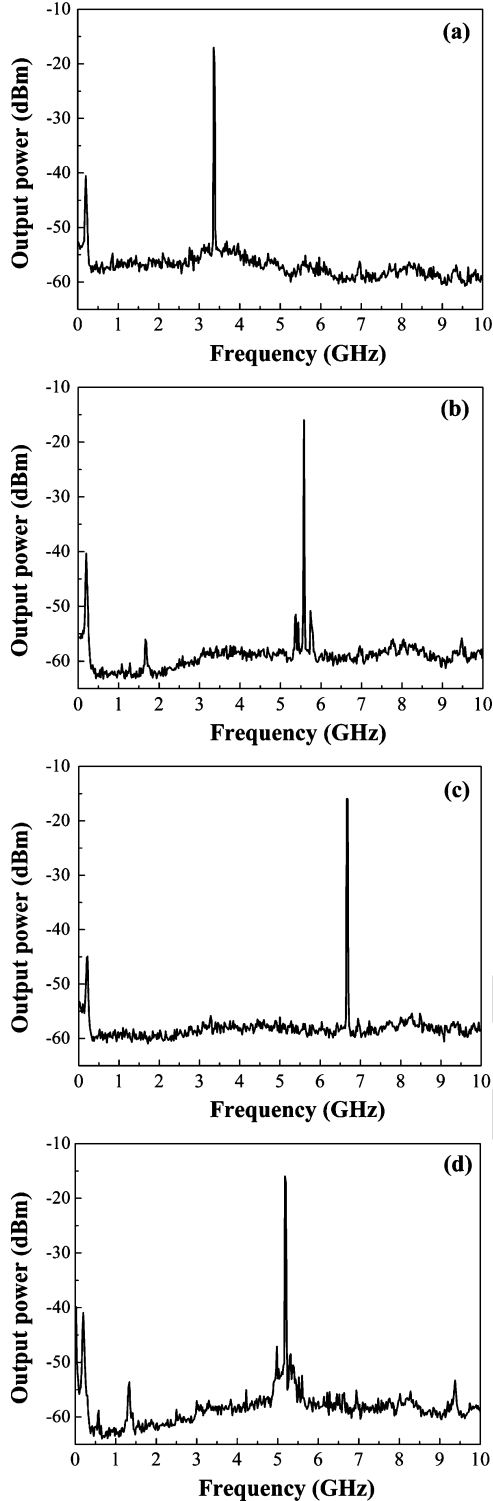 (a)
Output power (dBm)
-10
-20
-30
-40
-50
-60
1 2 3 4 5 6 7 8 9 10
Frequency (GHz)
(b)
Output power (dBm)
-10
-20
-30
-40
-50
-60
0 1 2 3 4 5 6 7 8 9 10
Frequency (GHz)
(c)
Output power (dBm)
-10
-20
-30
-40
-50
-60
0 1 2 3 4 5 6 7 8 9 10
Frequency (GHz)
(d)
Output power (dBm)
-10
-20
-30
-40
-50
-60
0 1 2 3 4 5 6 7 8 9 10
Frequency (GHz)